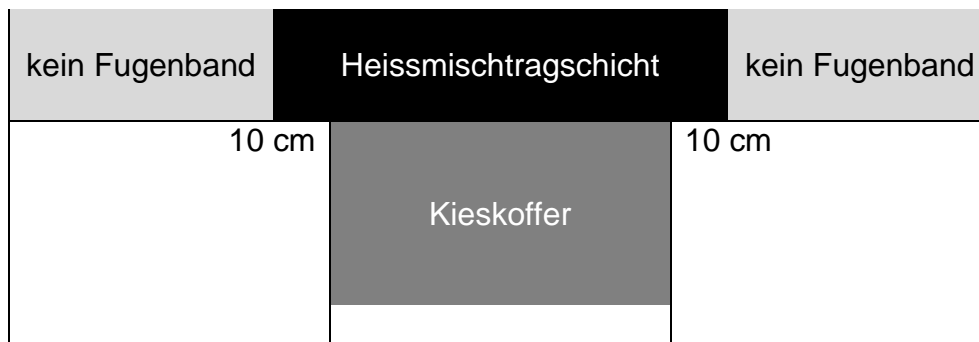 kein Fugenband Heissmischtragschicht kein Fugenband
10 cm 10 cm
Kieskoffer